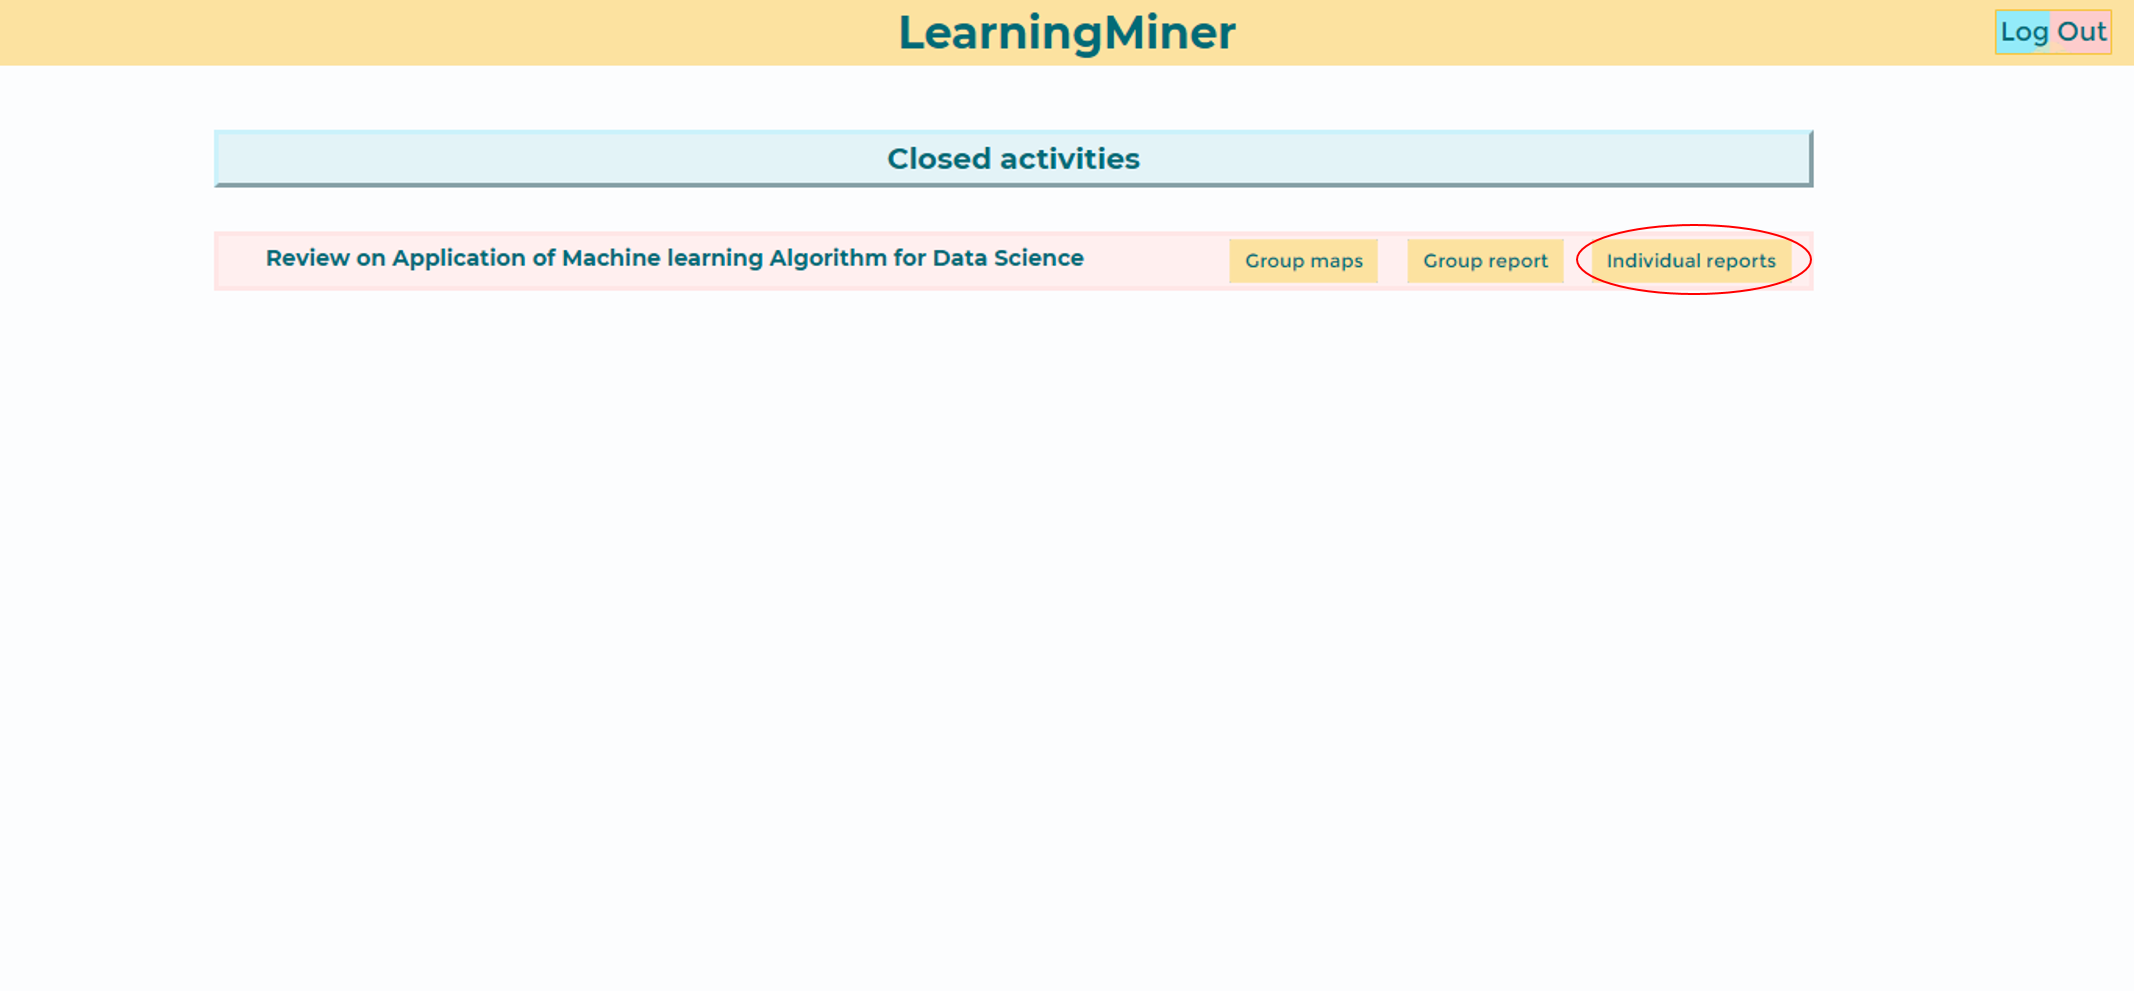 LearningMiner
Log Out
Closed activities
Review on Application of Machine learning Algorithm for Data Science
Group maps
Group report
Individual reports